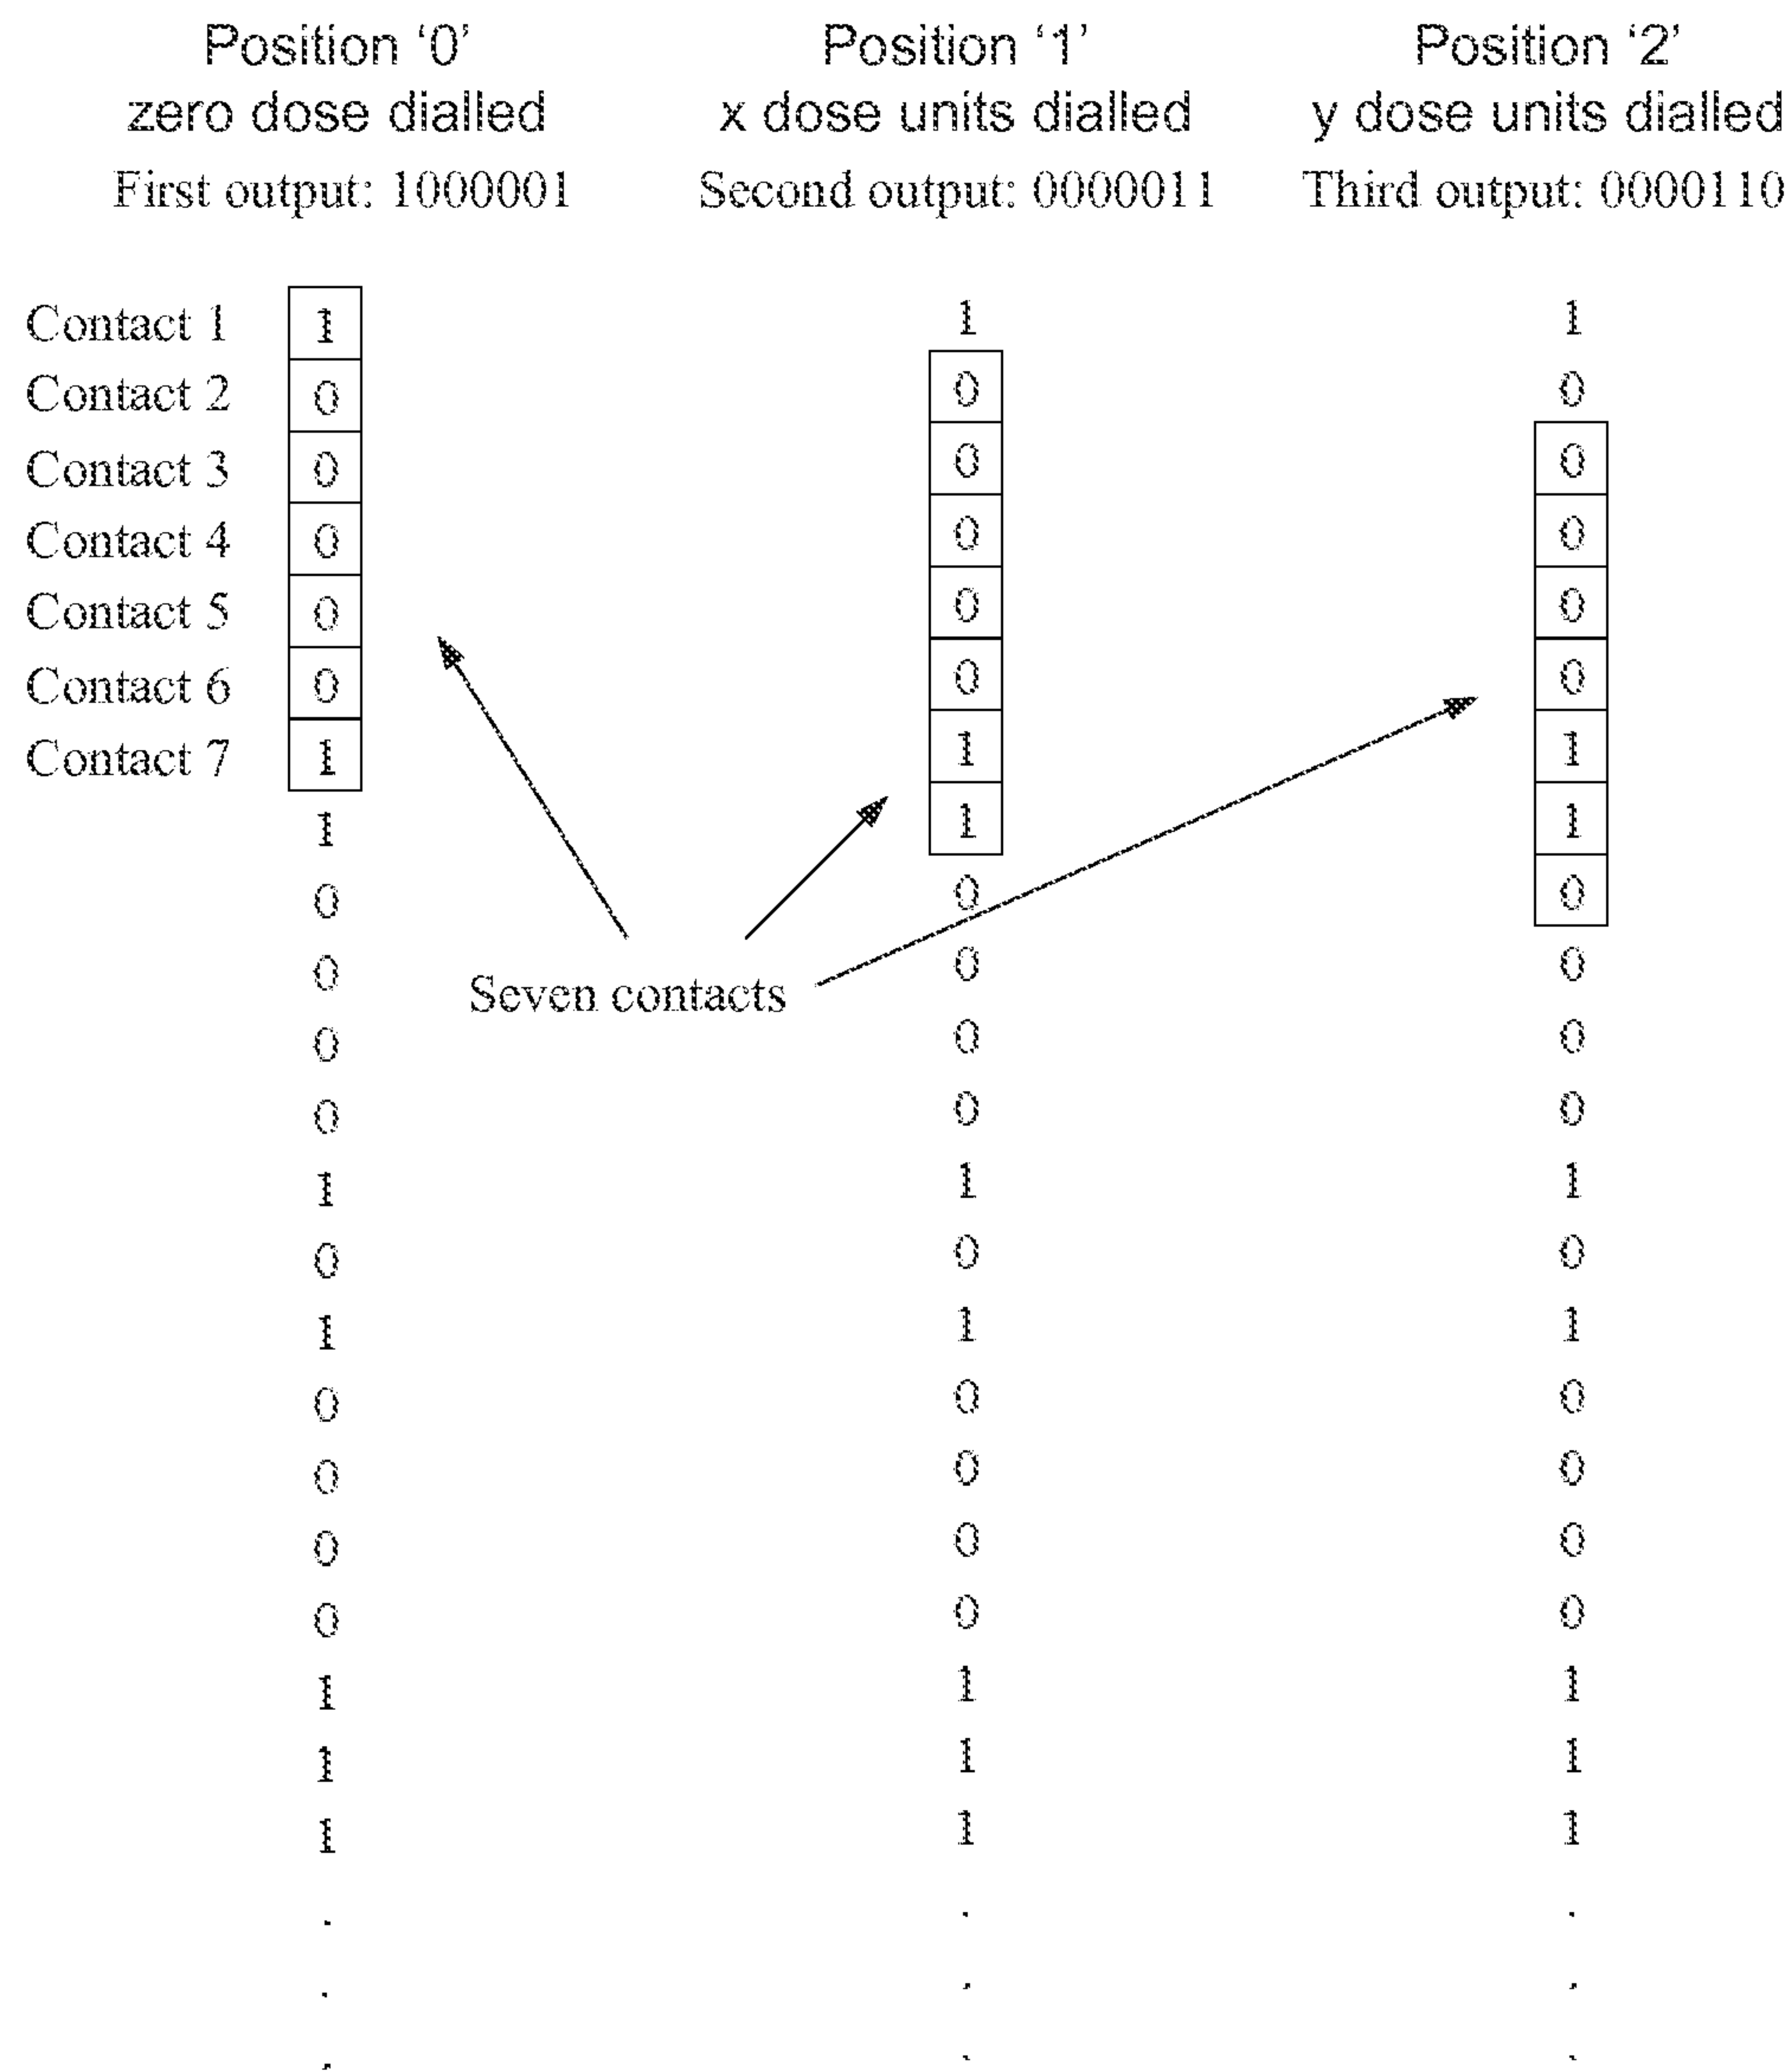 Position ‘0’ Position ‘1’ Position ‘2’
zero dose dialled x dose units dialled y dose units dialled
First output: 1000001 Second output: 0000011 Third output: 0000110
Contact 1 1 1 1
Contact 2 0 0 0
Contact 3 0 0 0
Contact 4 0 0 0
Contact 5 0 0 0
Contact 6 0 0 0
Contact 7 1 1 1
1 1 1
0 0 0
0 0 0
Seven contacts
0 0 0
0 0 0
1 1 1
0 0 0
1 1 1
0 0 0
0 0 0
0 0 0
0 0 0
1 1 1
1 1 1
1 1 1
. . .
. . .
. . .